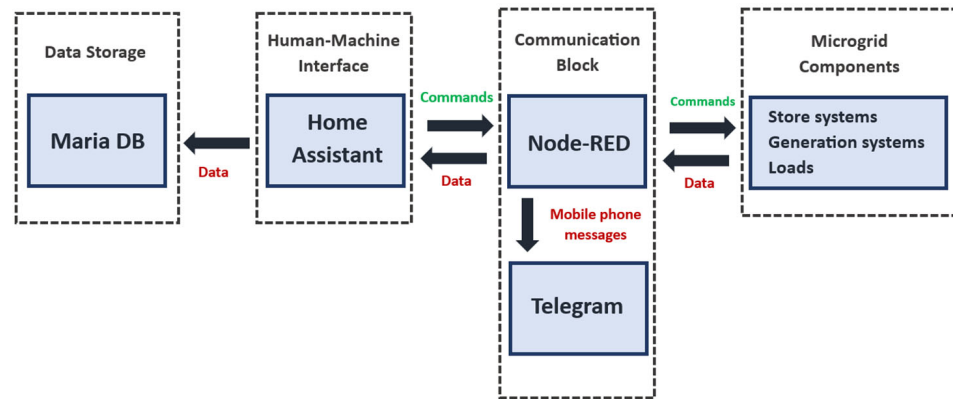 Data Storage
Maria DB
Data
Human-Machine
Interface
Home
Assistant
Commands
Data
Communication
Block
Node-RED
Mobile phone
messages
Telegram
Commands
Data
Microgrid
Components
Store systems
Generation systems
Loads